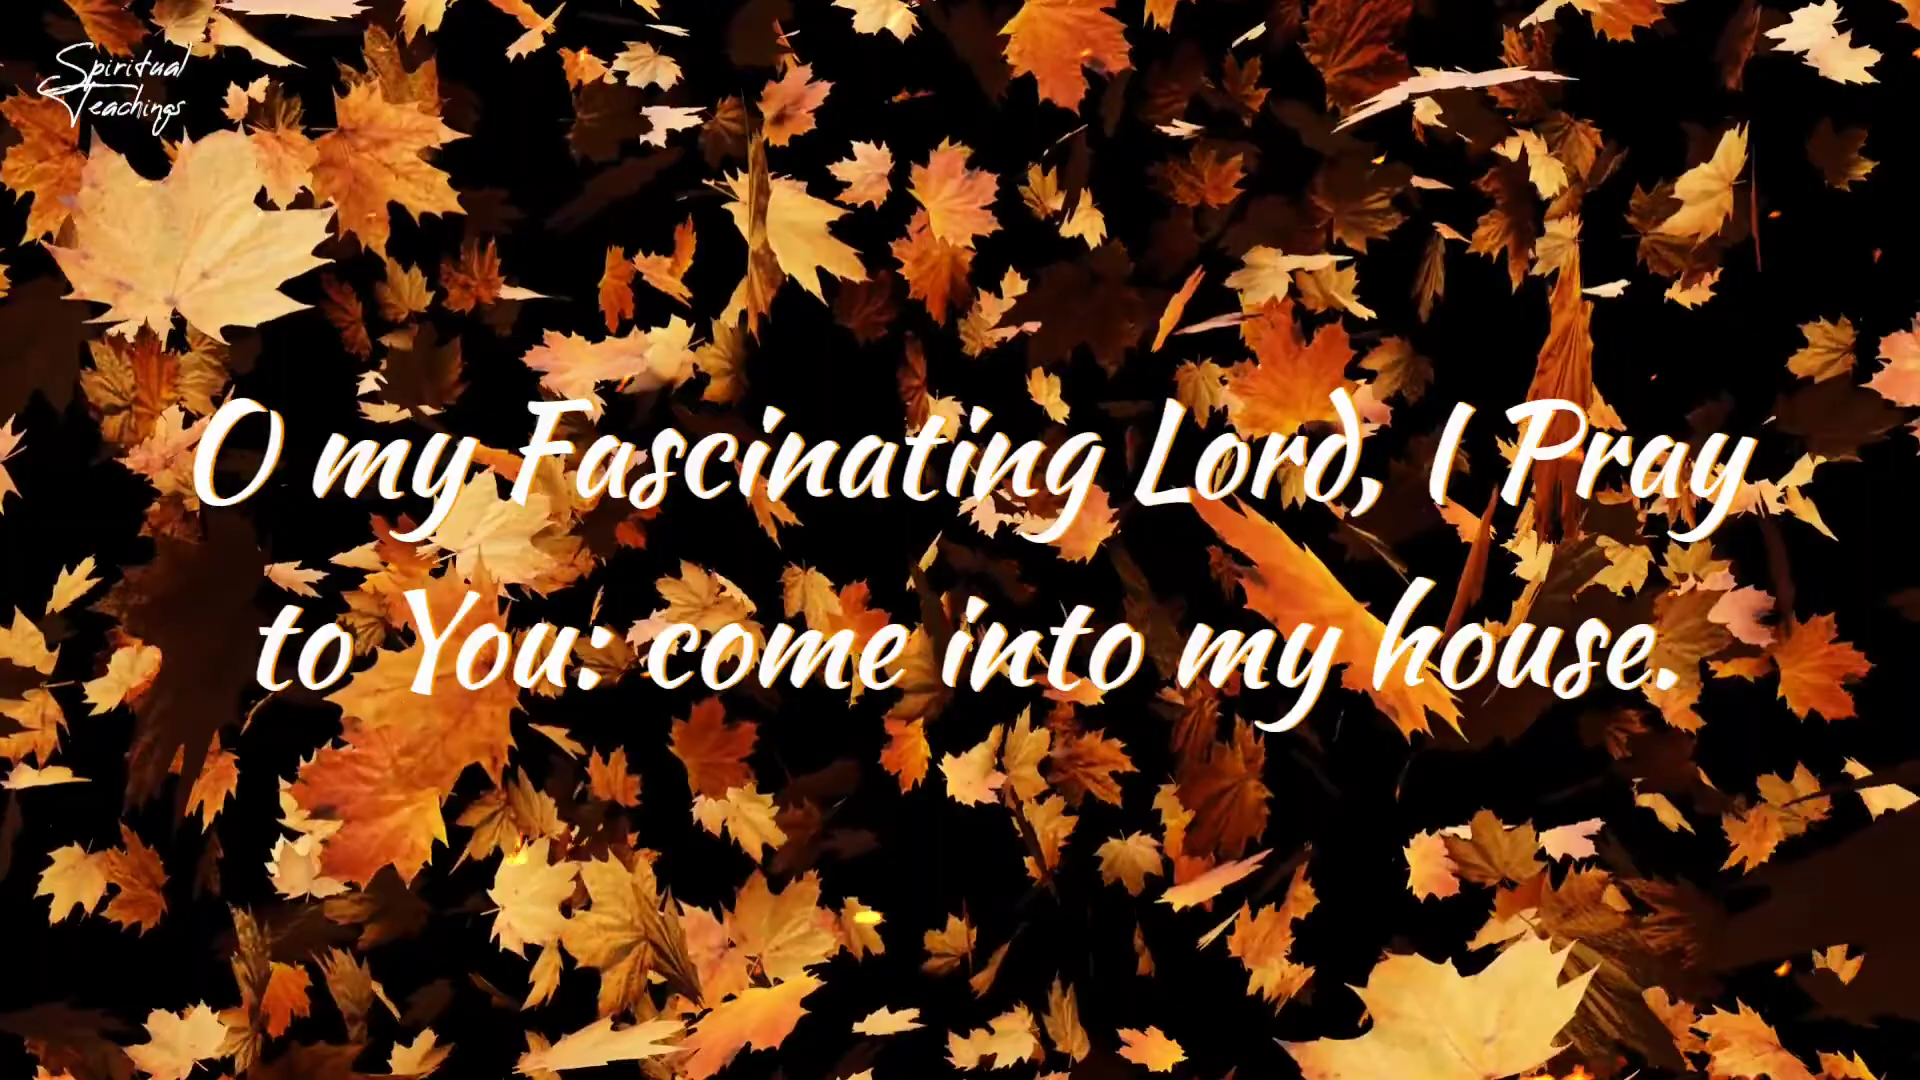 Spiritual
Teachings
O my Fascinating Lord, I Pray
to You: come into my house.